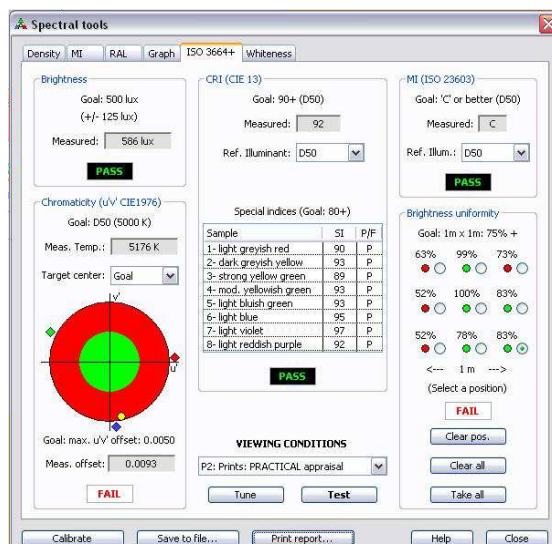 Spectral tools
Density MI RAL Graph ISO 3664+ Whiteness
Brightness
Goal: 500 lux
(+/- 125 lux)
Measured: 586 lux
PASS
Chromaticity (u'v' CIE1976)
Goal: D50 (5000 K)
Meas. Temp.: 5176 K
Target center: Goal
v'
u'
Goal: max. u'v' offset: 0.0050
Meas. offset: 0.0093
FAIL
CRI (CIE 13)
Goal: 90+ (D50)
Measured: 92
Ref. Illuminant: D50
Special indices (Goal: 80+)
Sample SI P/F
1- light greyish red 90 P
2- dark greyish yellow 93 P
3- strong yellow green 89 P
4- mod. yellowish green 93 P
5- light bluish green 93 P
6- light blue 95 P
7- light violet 97 P
8- light reddish purple 92 P
PASS
VIEWING CONDITIONS
P2: Prints: PRACTICAL appraisal
Tune Test
MI (ISO 23603)
Goal: 'C' or better (D50)
Measured: C
Ref. Illum.: D50
PASS
Brightness uniformity
Goal: 1m x 1m: 75% +
63% 99% 73%
52% 100% 83%
52% 78% 83%
<--- 1 m --->
(Select a position)
FAIL
Clear pos.
Clear all
Take all
Calibrate Save to file... Print report... Help Close